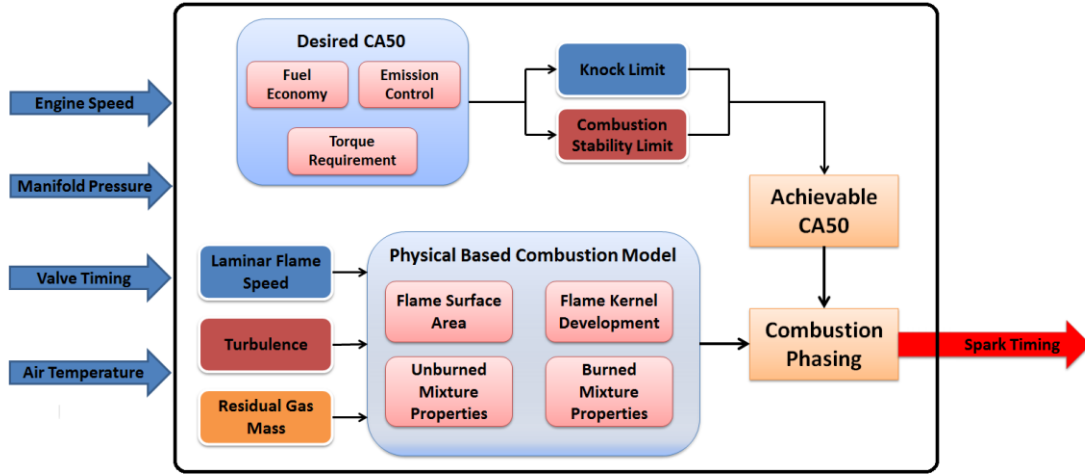 Engine Speed
Manifold Pressure
Valve Timing
Air Temperature
Desired CA50
Fuel
Economy
Emission
Control
Torque
Requirement
Knock Limit
Combustion
Stability Limit
Achievable
CA50
Laminar Flame
Speed
Turbulence
Residual Gas
Mass
Physical Based Combustion Model
Flame Surface
Area
Flame Kernel
Development
Unburned
Mixture
Properties
Burned
Mixture
Properties
Combustion
Phasing
Spark Timing